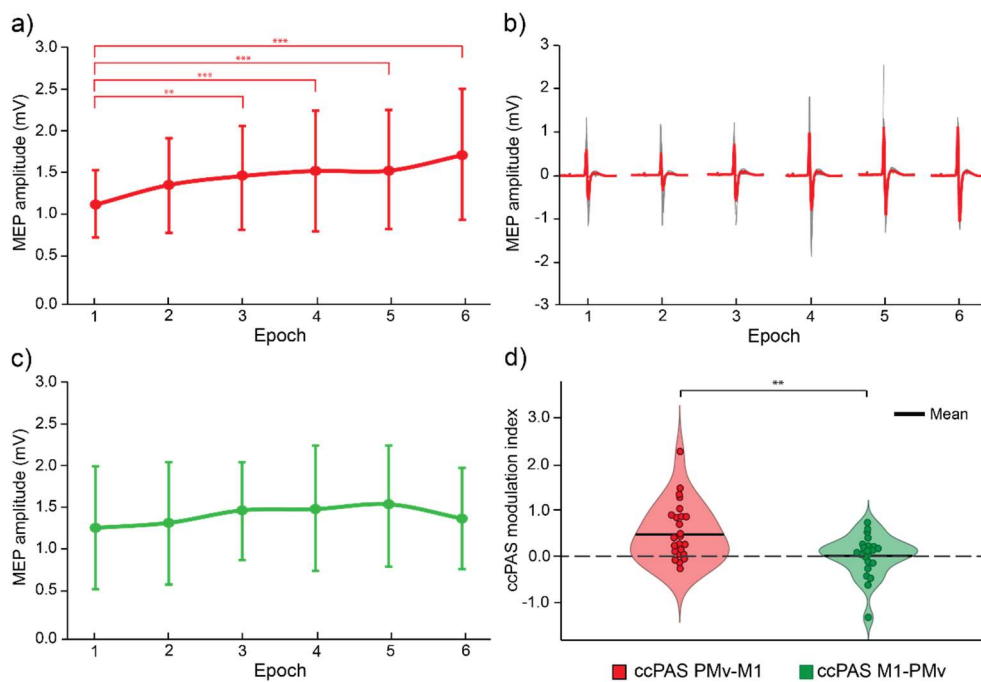 a)
MEP amplitude (mV)
3.0
2.5
2.0
1.5
1.0
0.5
0.0
***
***
***
**
1 2 3 4 5 6
Epoch
b)
MEP amplitude (mV)
3
2
1
0
-1
-2
-3
1 2 3 4 5 6
Epoch
c)
MEP amplitude (mV)
3.0
2.5
2.0
1.5
1.0
0.5
0.0
1 2 3 4 5 6
Epoch
d)
ccPAS modulation index
3.0
2.0
1.0
0.0
-1.0
**
Mean
ccPAS PMv-M1 ccPAS M1-PMv